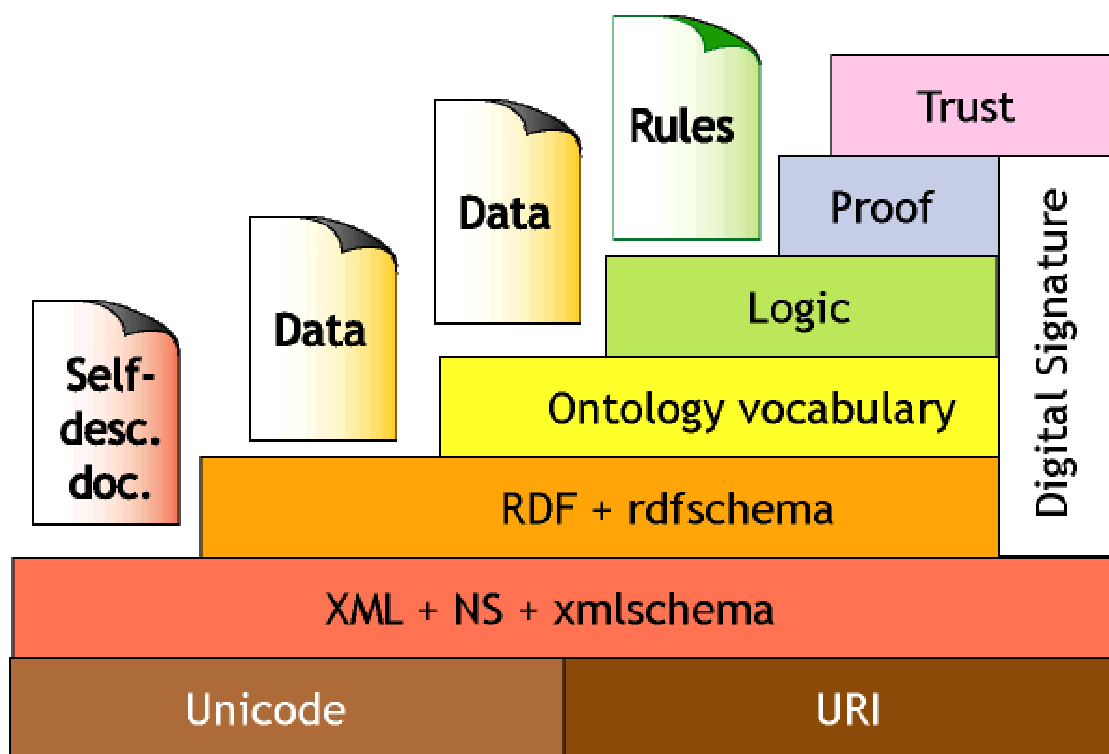 Trust
Rules
Proof
Data
Logic
Data
Digital Signature
Self-
desc.
doc.
Ontology vocabulary
RDF + rdfschema
XML + NS + xmlschema
Unicode
URI